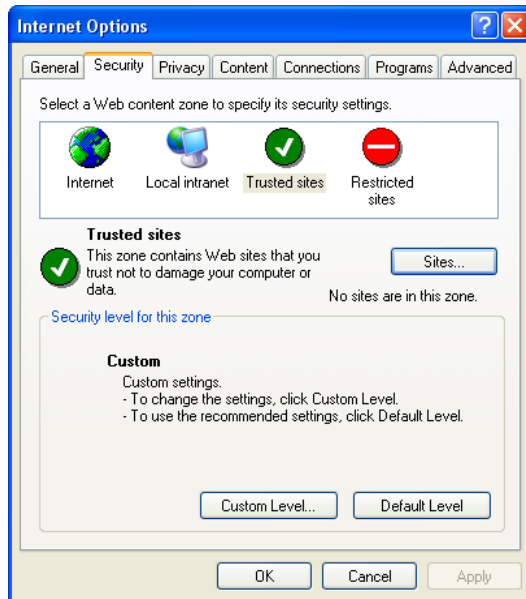 Internet Options
General Security Privacy Content Connections Programs Advanced
Select a Web content zone to specify its security settings.
Internet Local intranet Trusted sites Restricted
sites
Trusted sites
This zone contains Web sites that you
trust not to damage your computer or
data.
Sites...
No sites are in this zone.
Security level for this zone
Custom
Custom settings.
- To change the settings, click Custom Level.
- To use the recommended settings, click Default Level.
Custom Level... Default Level
OK Cancel Apply